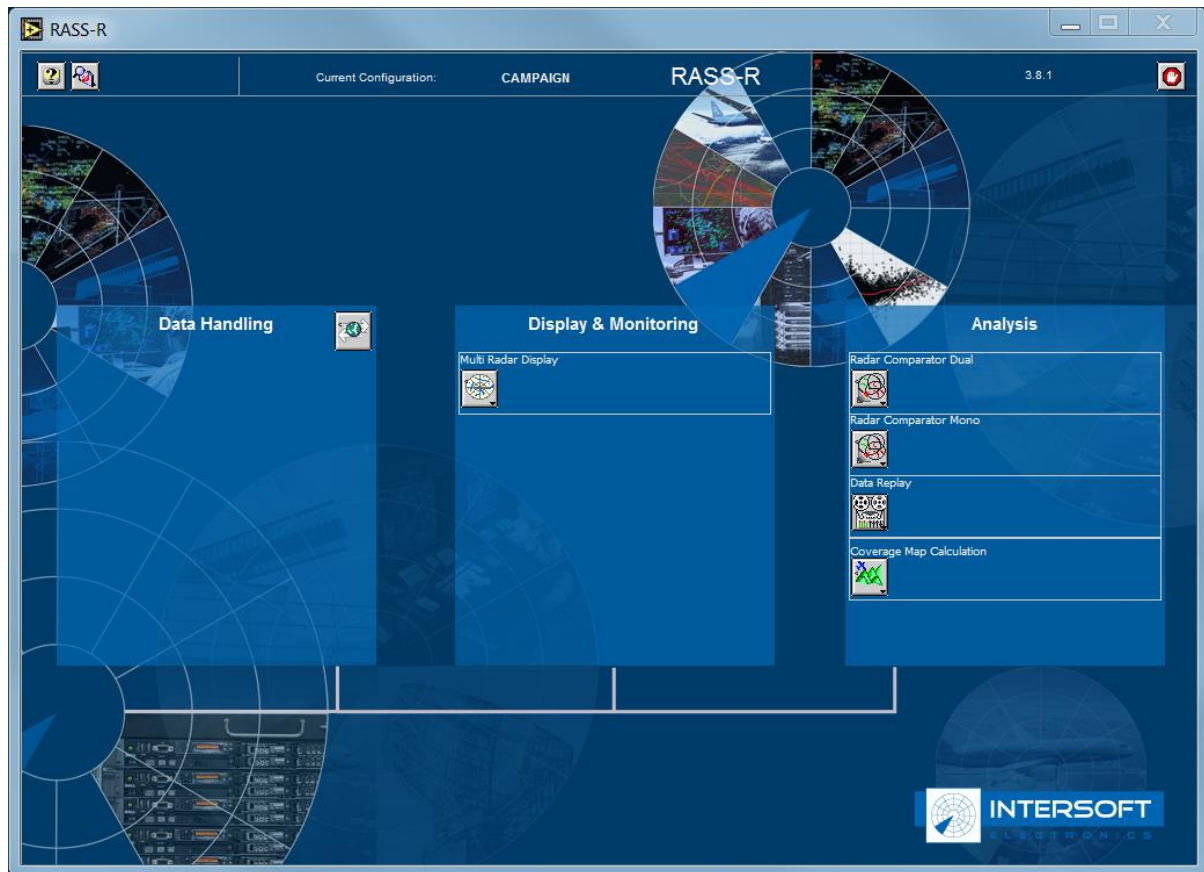 RASS-R
Current Configuration: CAMPAIGN RASS-R 3.8.1
Data Handling
Display & Monitoring
Multi Radar Display
Analysis
Radar Comparator Dual
Radar Comparator Mono
Data Replay
Coverage Map Calculation
INTERSOFT
ELECTRONICS